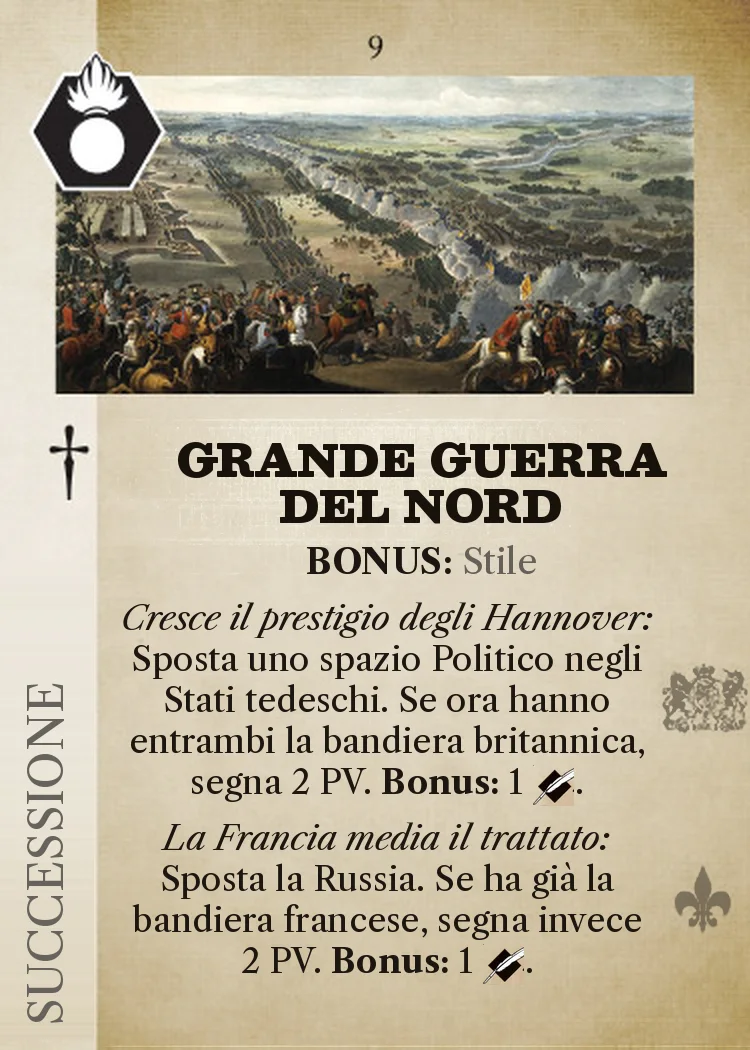 9
GRANDE GUERRA
DEL NORD
BONUS: Stile
Cresce il prestigio degli Hannover:
Sposta uno spazio Politico negli
Stati tedeschi. Se ora hanno
entrambi la bandiera britannica,
segna 2 PV. Bonus: 1 .
La Francia media il trattato:
Sposta la Russia. Se ha già la
bandiera francese, segna invece
2 PV. Bonus: 1 .
SUCCESSIONE